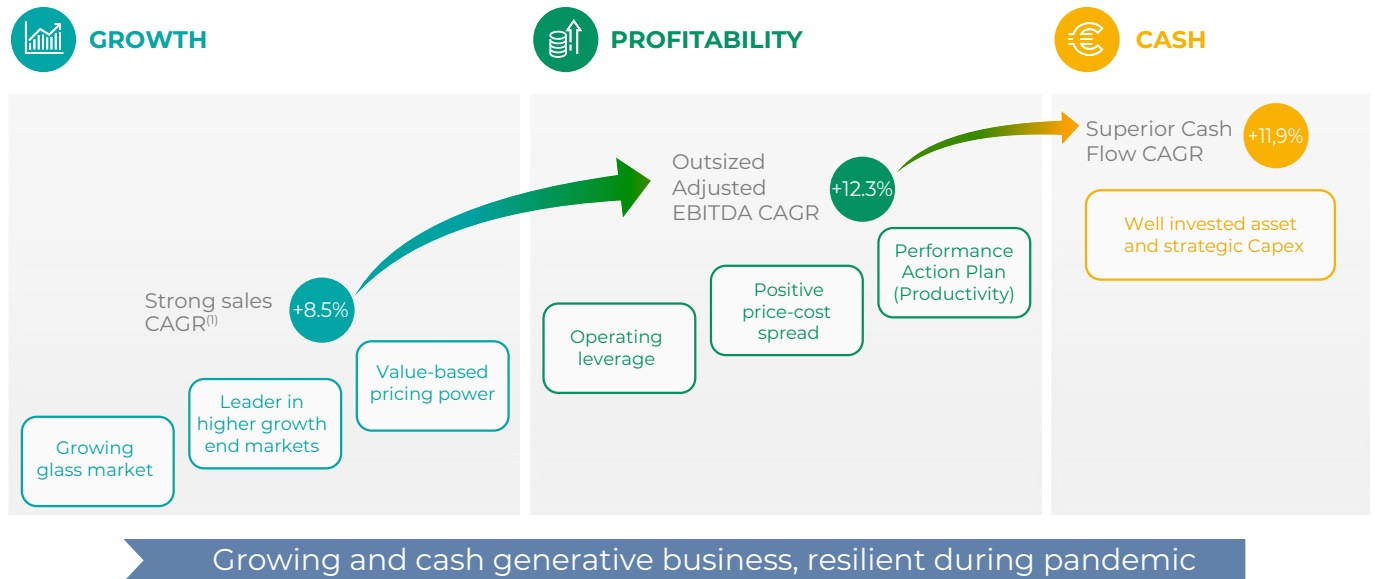 GROWTH
Strong sales
CAGR(1)
+8.5%
Growing
glass market
Leader in
higher growth
end markets
Value-based
pricing power
PROFITABILITY
Outsized
Adjusted
EBITDA CAGR
+12.3%
Operating
leverage
Positive
price-cost
spread
Performance
Action Plan
(Productivity)
CASH
Superior Cash
Flow CAGR
+11,9%
Well invested asset
and strategic Capex
Growing and cash generative business, resilient during pandemic